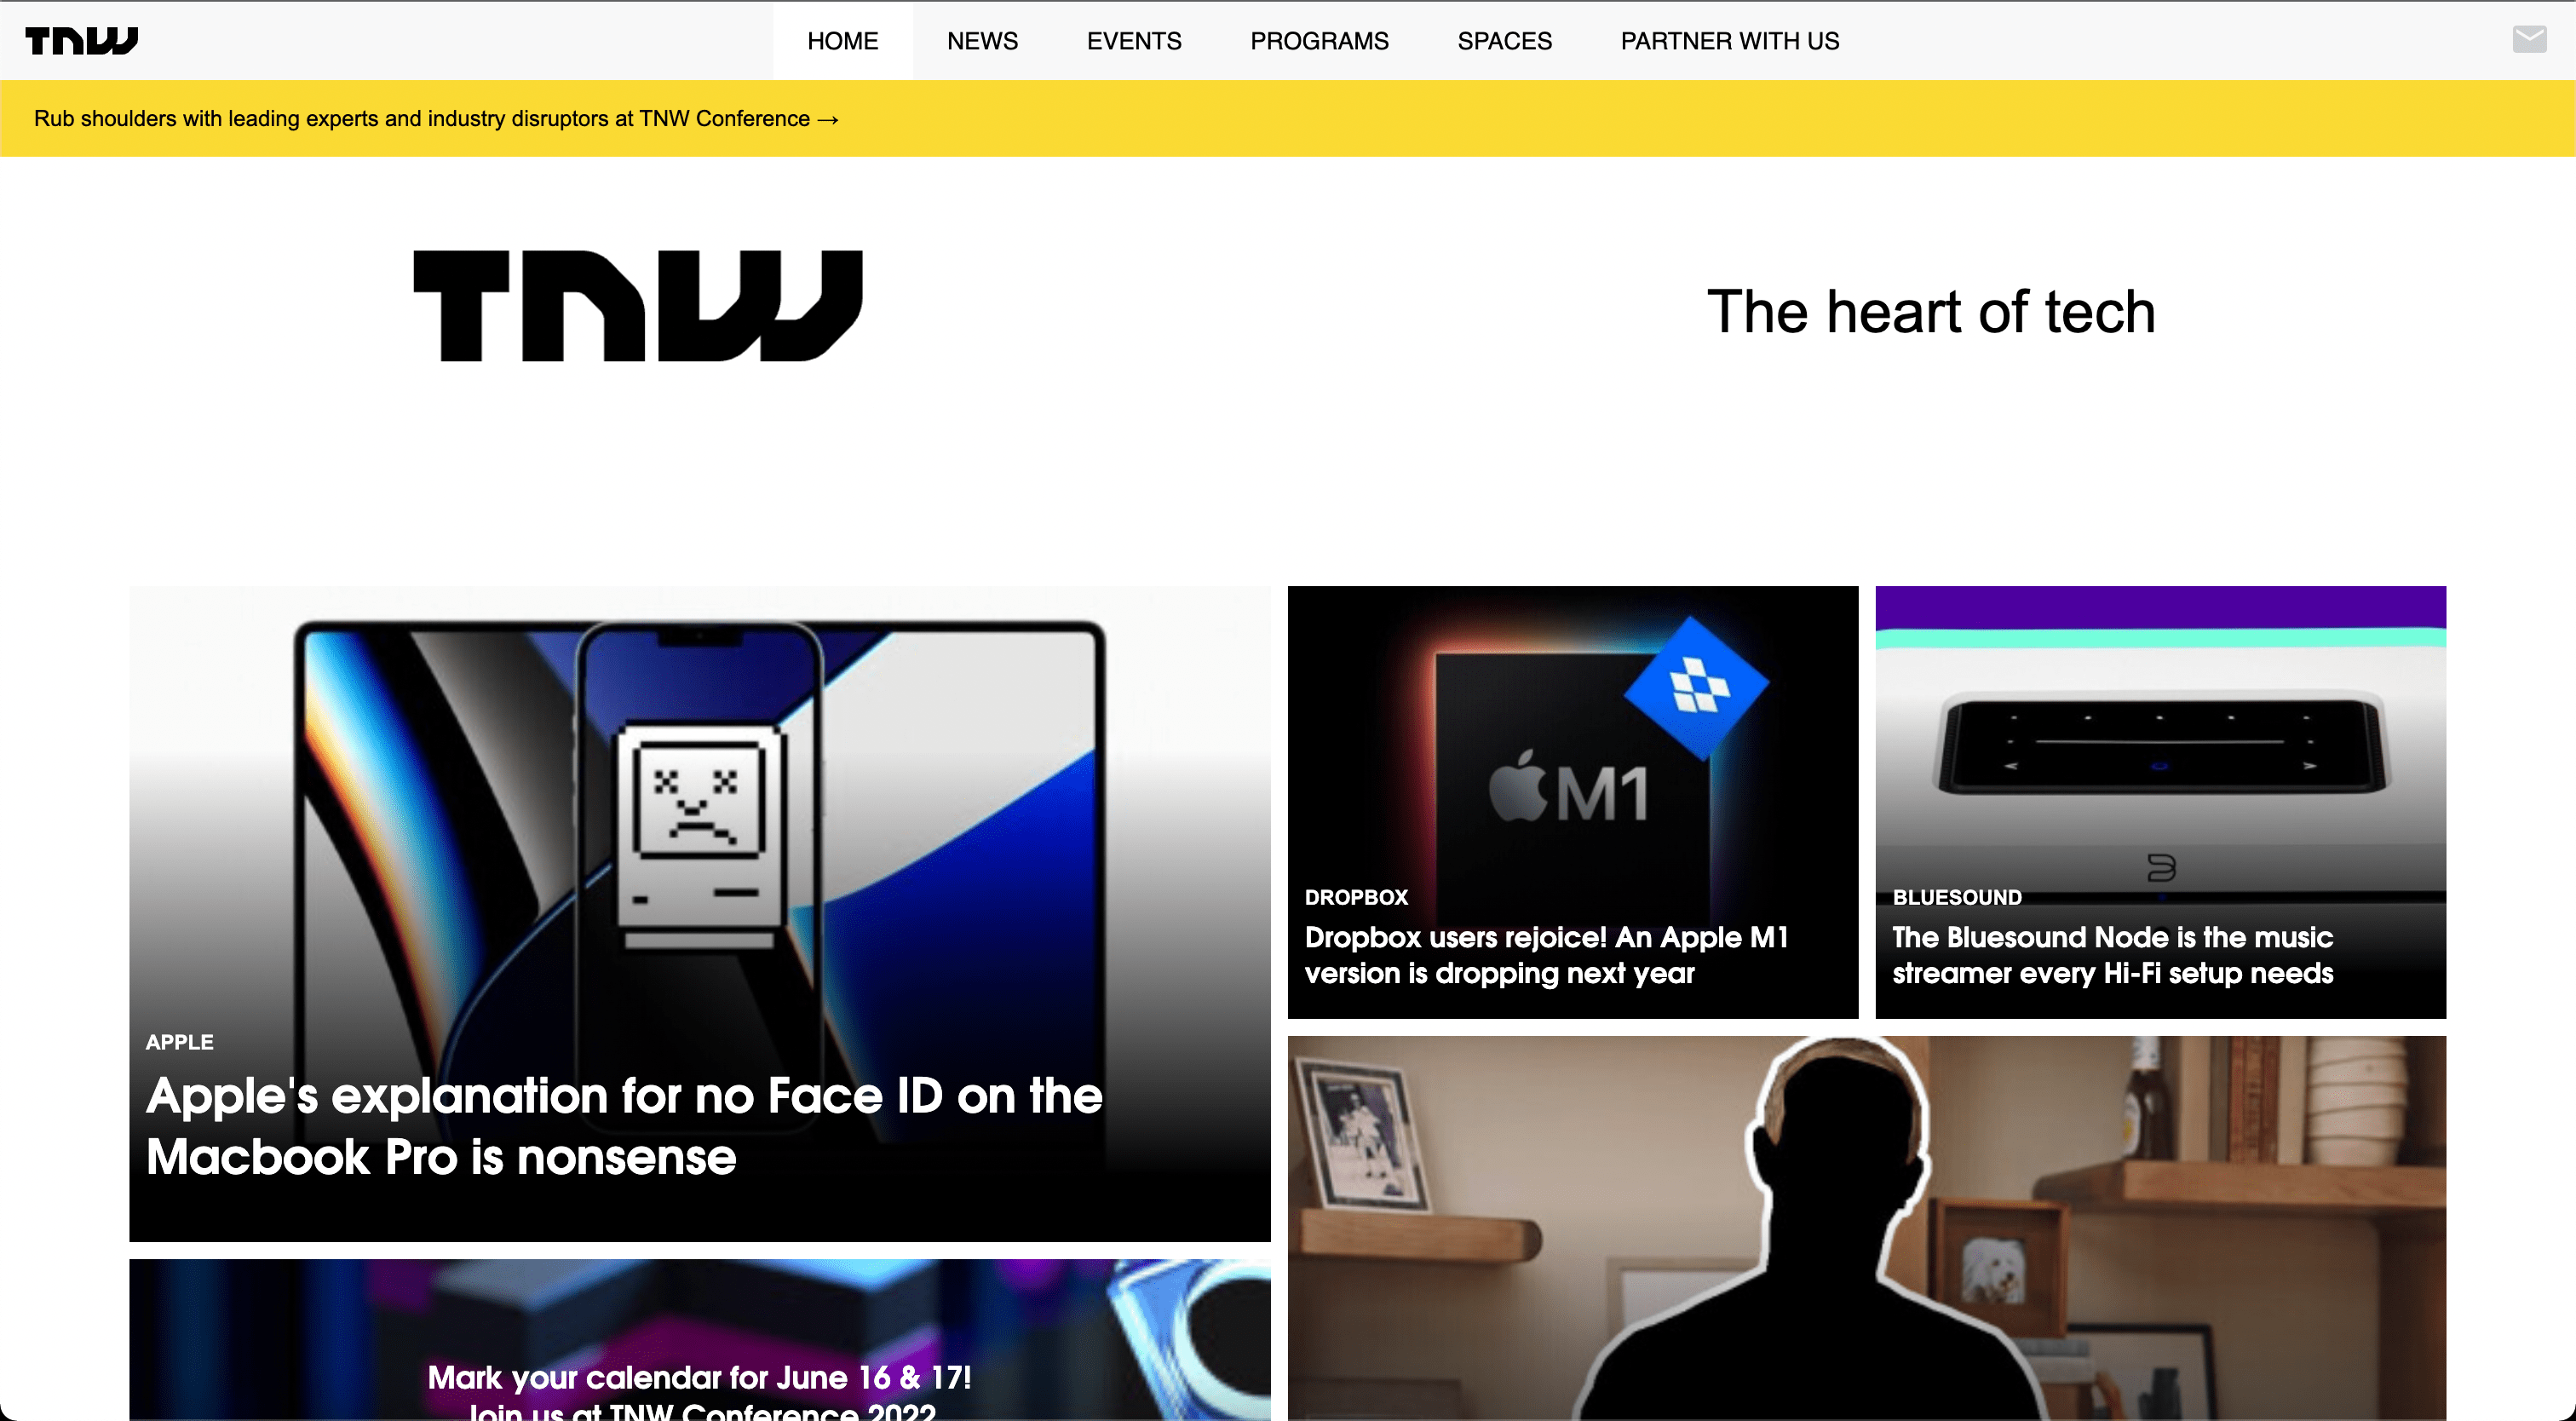 TNW
HOME
NEWS
EVENTS
PROGRAMS
SPACES
PARTNER WITH US
Rub shoulders with leading experts and industry disruptors at TNW Conference →
TNW
The heart of tech
M1
APPLE
Apple's explanation for no Face ID on the
Macbook Pro is nonsense
DROPBOX
Dropbox users rejoice! An Apple M1
version is dropping next year
BLUESOUND
The Bluesound Node is the music
streamer every Hi-Fi setup needs
Mark your calendar for June 16 & 17!
Join us at TNW Conference 2022